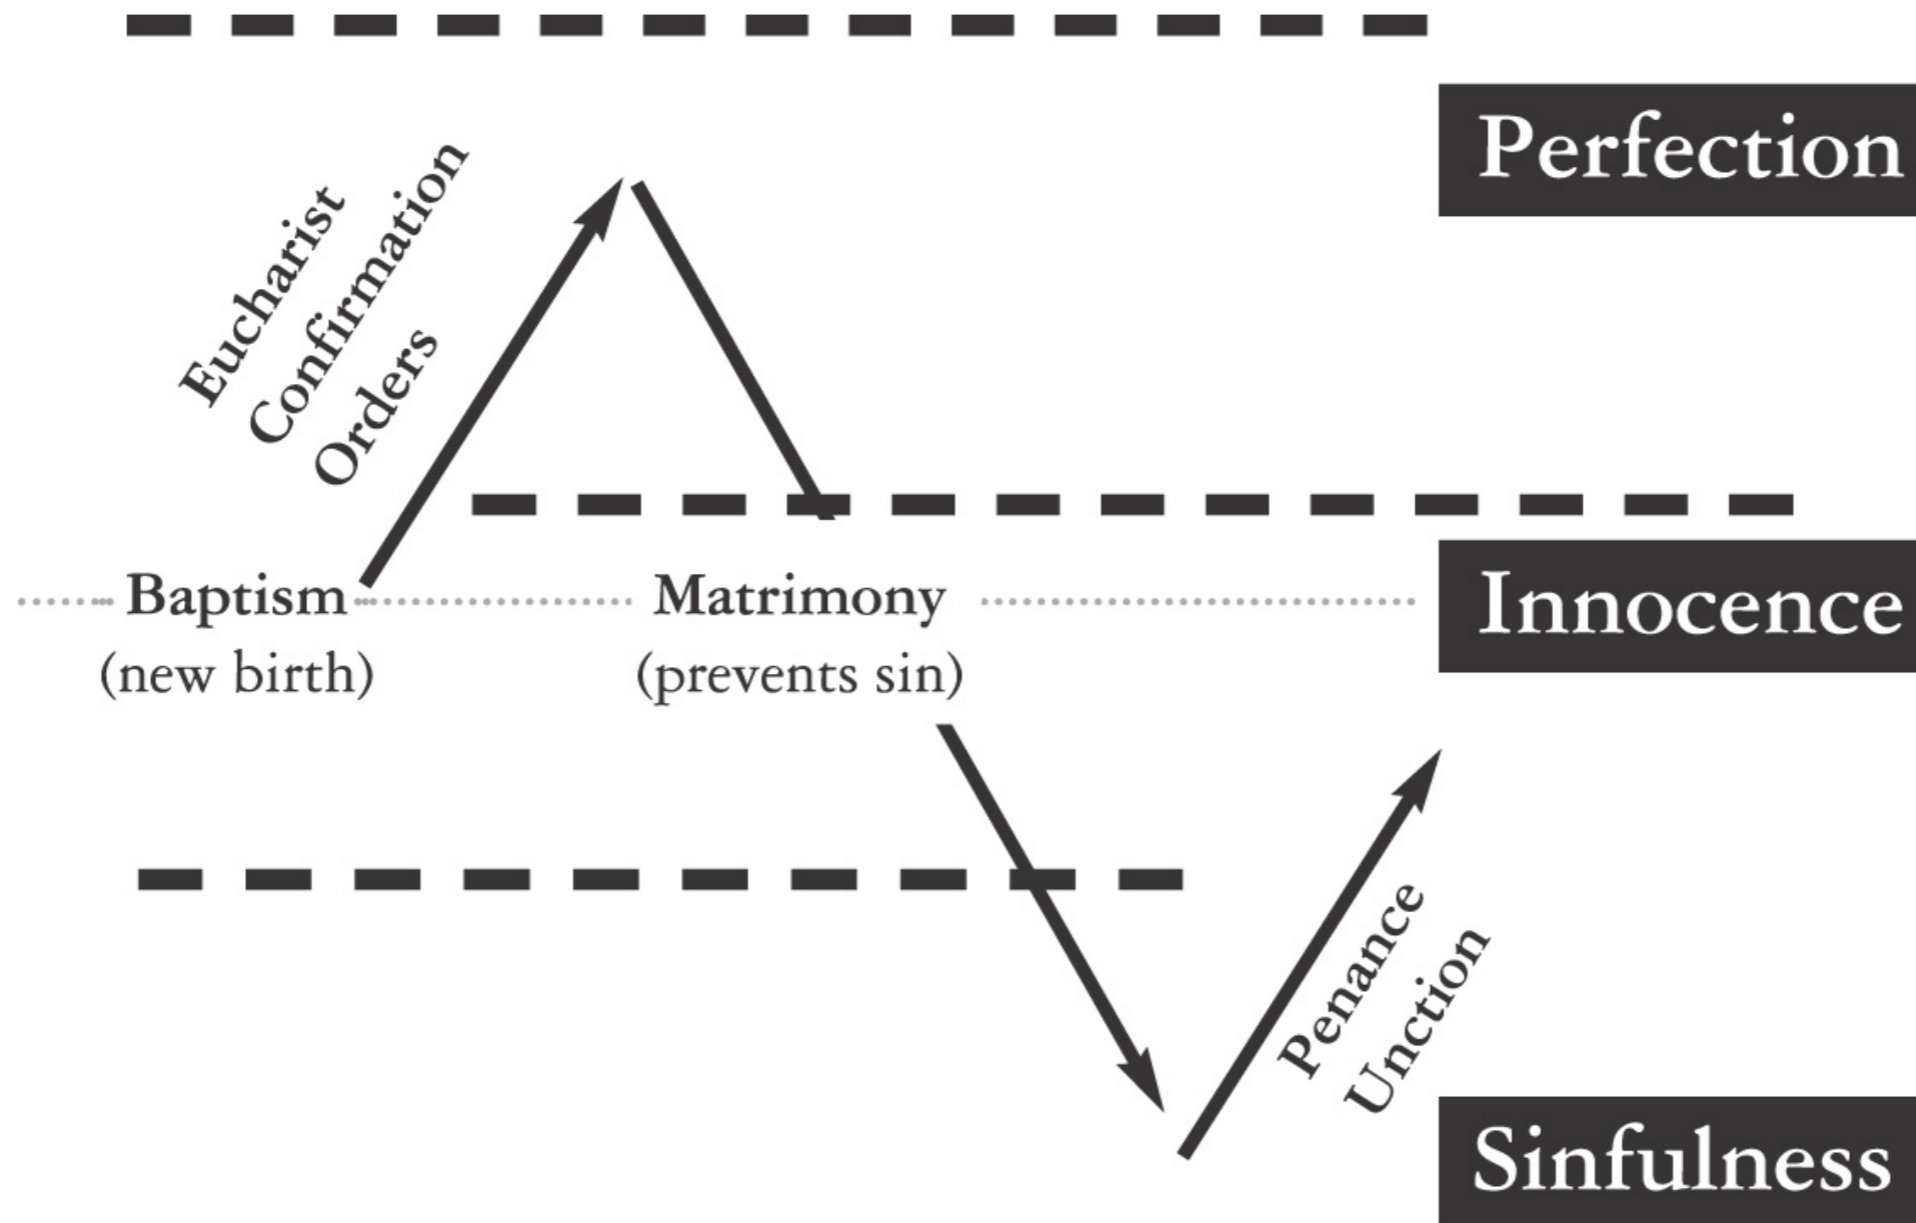 Perfection
Eucharist
Confirmation
Orders
Baptism
(new birth)
Matrimony
(prevents sin)
Innocence
Penance
Unction
Sinfulness